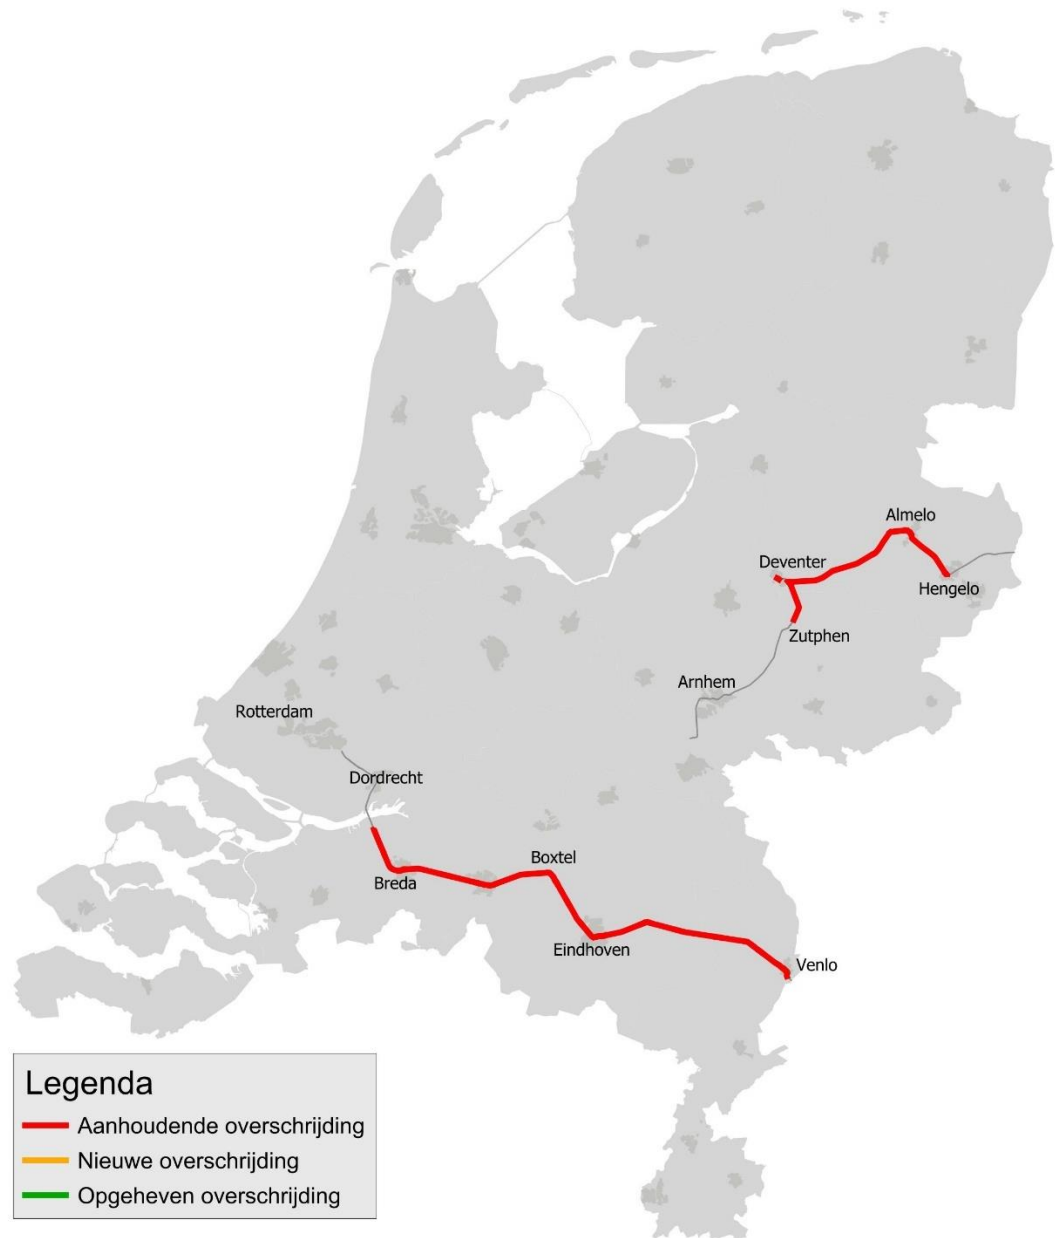 Almelo
Deventer
Hengelo
Zutphen
Arnhem
Rotterdam
Dordrecht
Boxtel
Breda
Eindhoven
Venlo
Legenda
Aanhoudende overschrijding
Nieuwe overschrijding
Opgeheven overschrijding